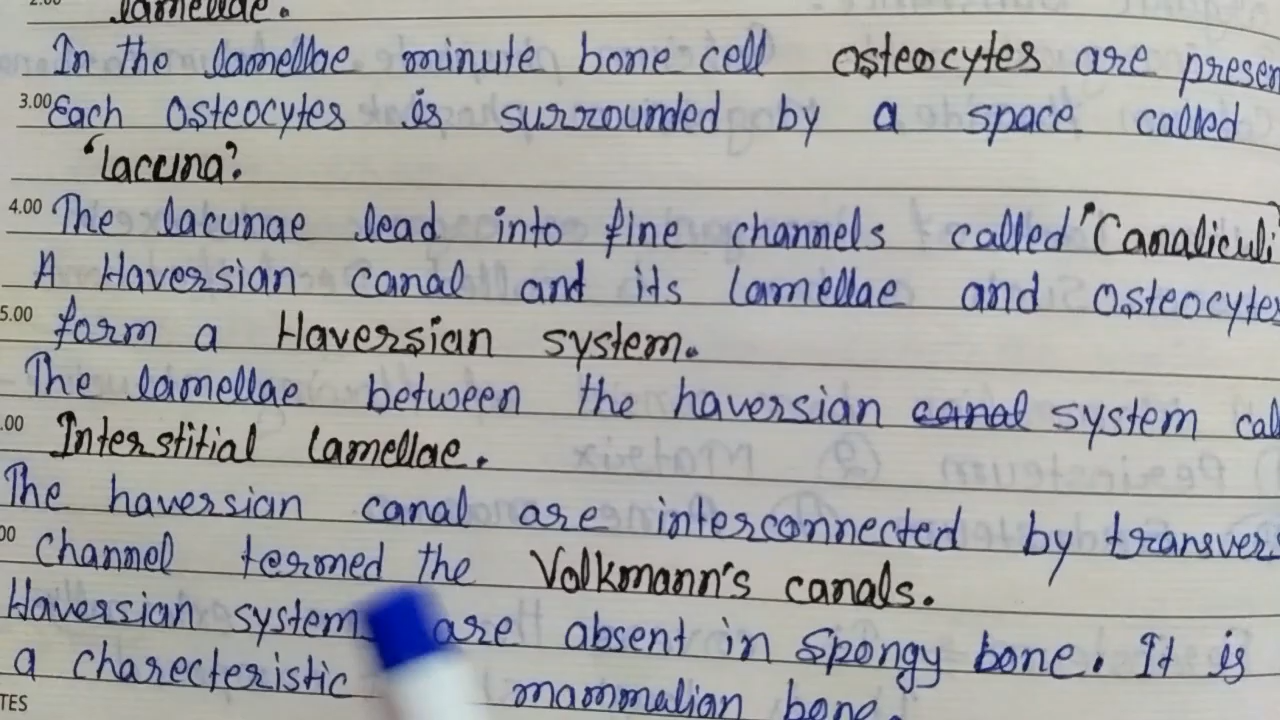 2.00
lamellae.
In the lamellae minute bone cell osteocytes are presen
3.00 Each Osteocytes is surrounded by a space called
'lacuna'.
4.00 The lacunae lead into fine channels called 'Canaliculi'
A Haversian canal and its lamellae and Osteocytes
5.00 form a Haversian system.
The lamellae between the haversian canal system cal
.00 Interstitial lamellae.
The haversian canal are interconnected by transvers
00 channel termed the Volkmann's canals.
Haversian system are absent in Spongy bone. It is
a charecteristic mammalian bone.
TES